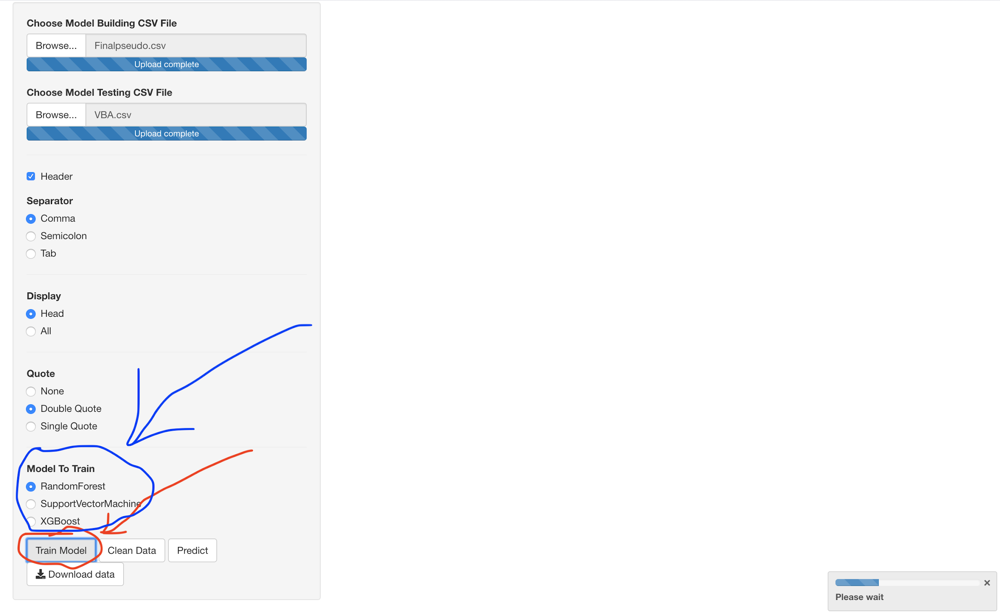 Choose Model Building CSV File
Browse... Finalpseudo.csv
Upload complete
Choose Model Testing CSV File
Browse... VBA.csv
Upload complete
Header
Separator
Comma
Semicolon
Tab
Display
Head
All
Quote
None
Double Quote
Single Quote
Model To Train
RandomForest
SupportVectorMachine
XGBoost
Train Model Clean Data Predict
Download data
Please wait